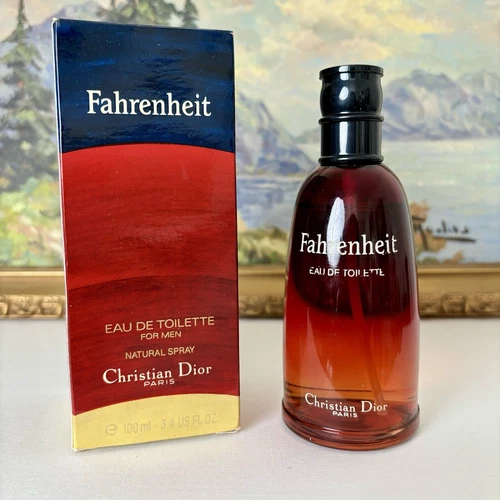 Fahrenheit
EAU DE TOILETTE
FOR MEN
NATURAL SPRAY
Christian Dior
PARIS
e 100 ml - 3.4 US FL. OZ.
Fahrenheit
EAU DE TOILETTE
Christian Dior
PARIS